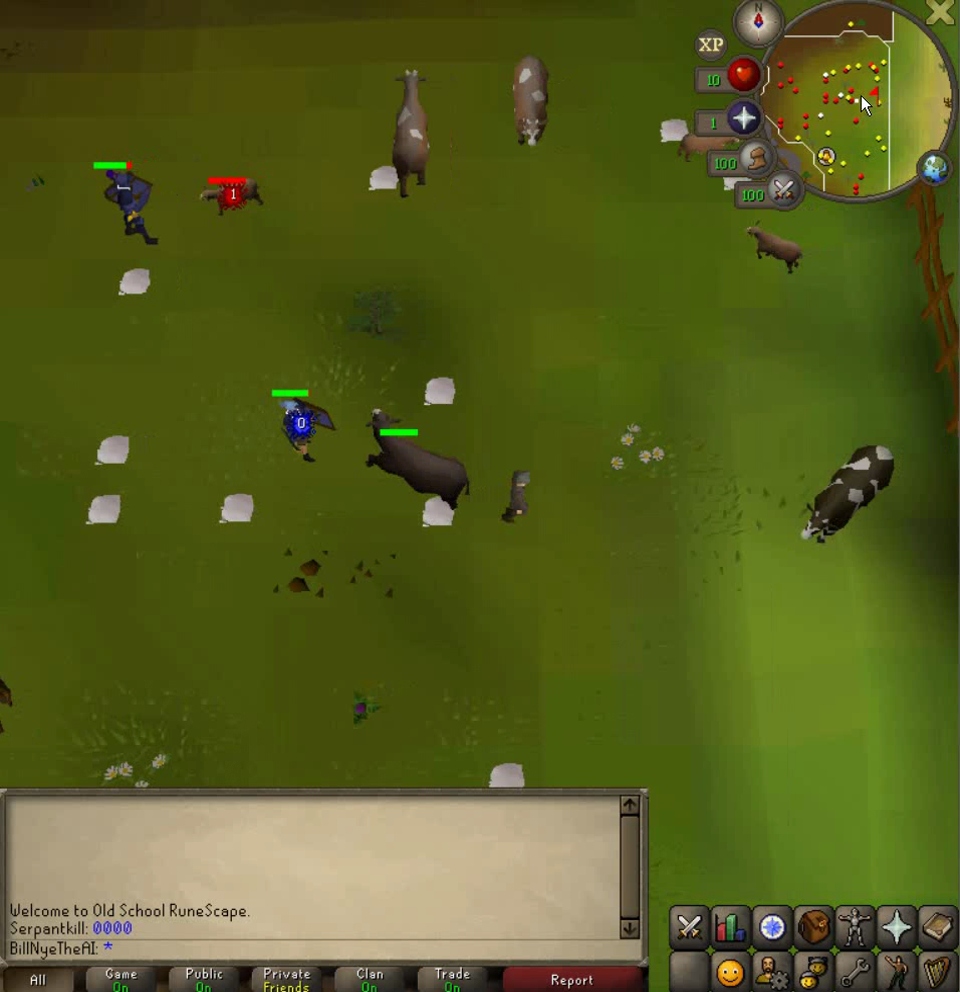 N
XP
10
1
100
100
1
0
Welcome to Old School RuneScape.
Serpantkill: 0000
BillNyeTheAI: *
All
Game
On
Public
On
Private
Friends
Clan
On
Trade
On
Report